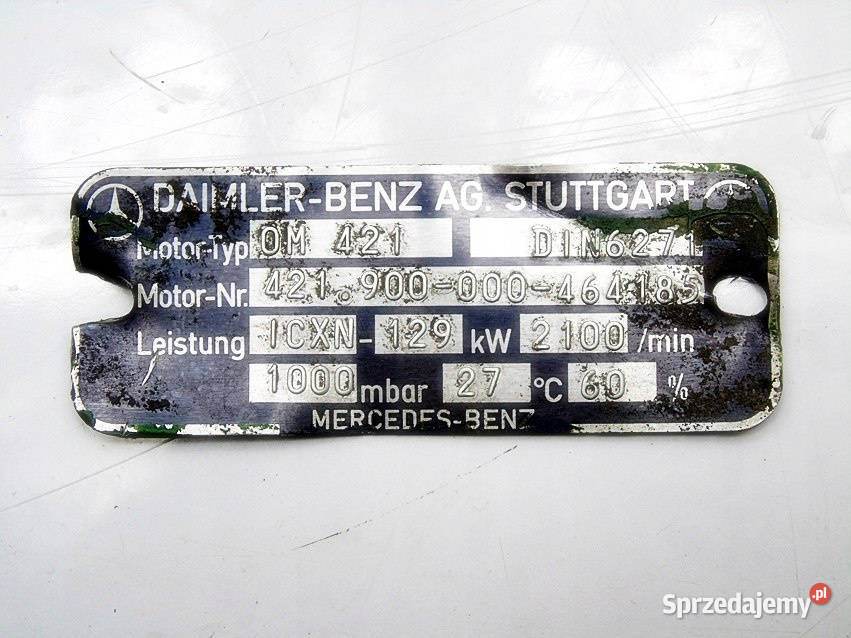 DAIMLER-BENZ AG. STUTTGART
Motor-Typ OM 421 DIN6271
Motor-Nr. 421.900-000-464185
Leistung ICXN-129 kW 2100 /min
1000 mbar 27 °C 60 %
MERCEDES-BENZ
Sprzedajemy.pl